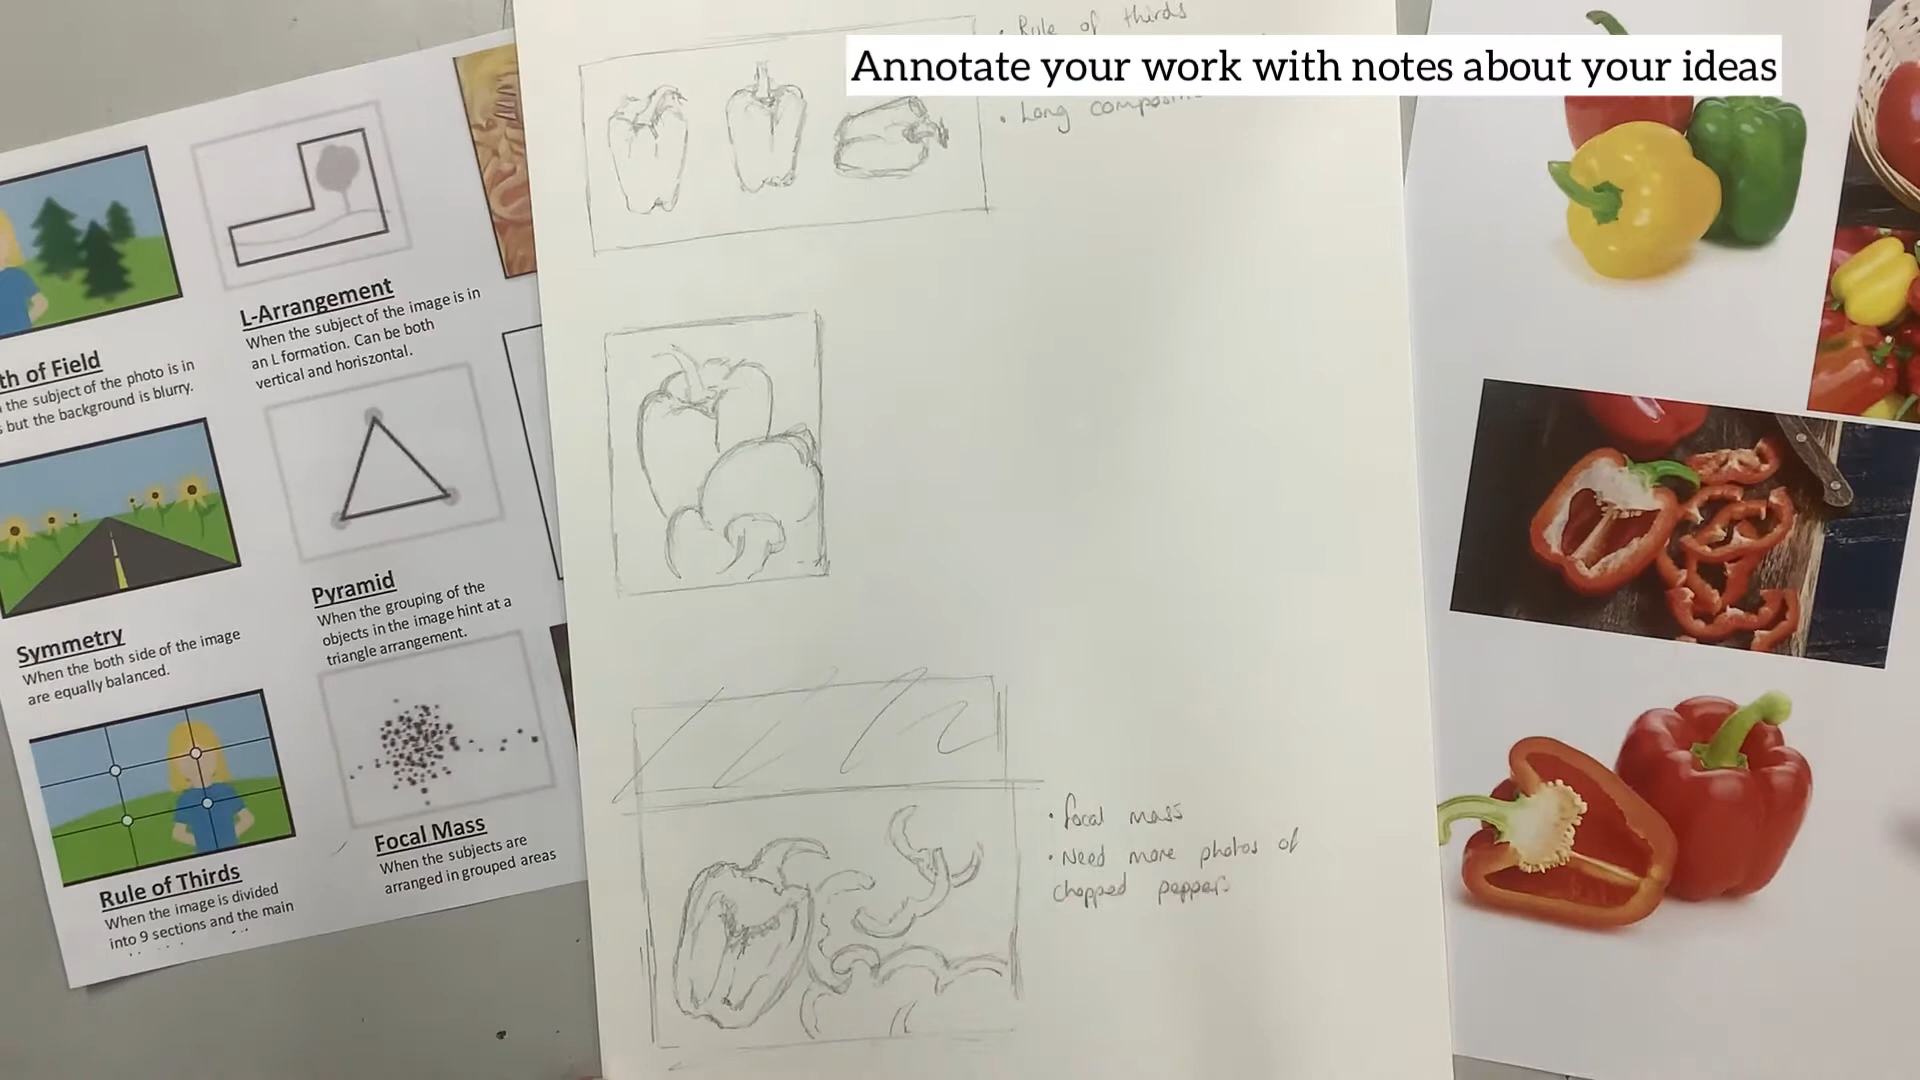 Annotate your work with notes about your ideas
L-Arrangement
When the subject of the image is in
an L formation. Can be both
vertical and horiszontal.
th of Field
the subject of the photo is in
but the background is blurry.
Pyramid
When the grouping of the
objects in the image hint at a
triangle arrangement.
Symmetry
When the both side of the image
are equally balanced.
Focal Mass
When the subjects are
arranged in grouped areas
Rule of Thirds
When the image is divided
into 9 sections and the main
• Rule of thirds
• Long
• focal mass
• Need more photos of
chopped peppers